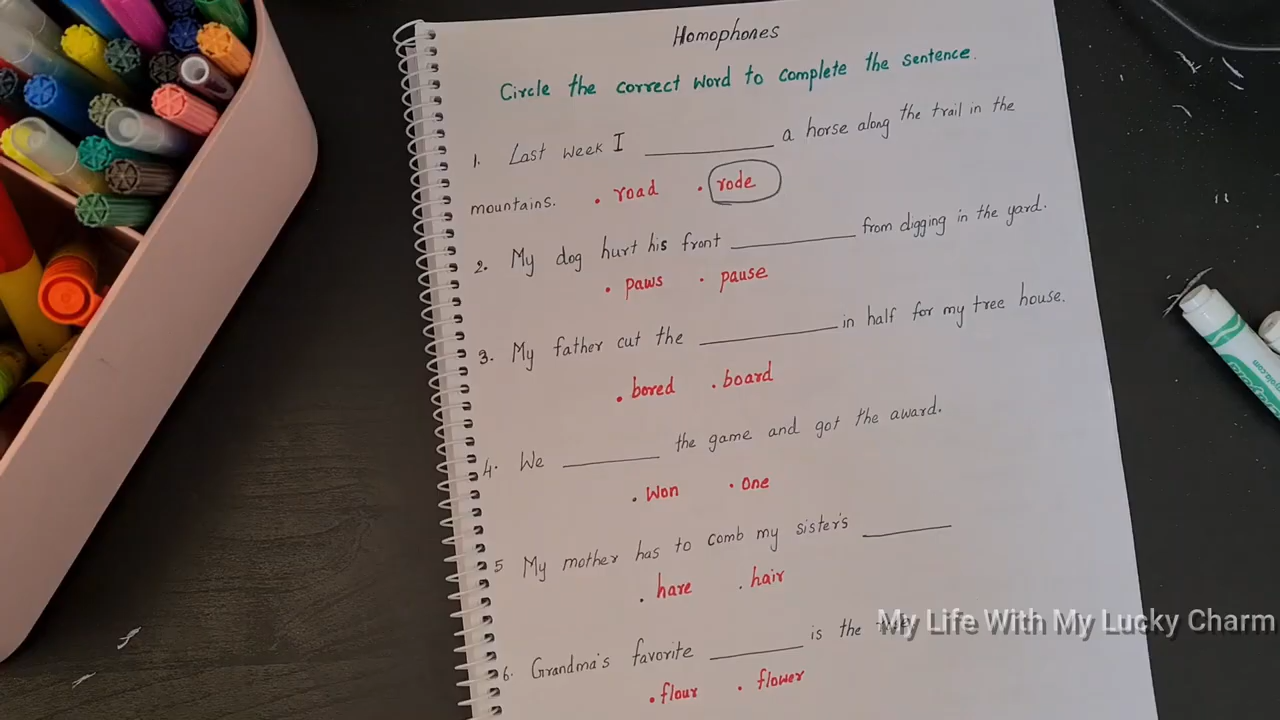 Homophones
Circle the correct word to complete the sentence.
1. Last week I ________ a horse along the trail in the
mountains. • road • rode
2. My dog hurt his front ________ from digging in the yard.
• paws • pause
3. My father cut the ________ in half for my tree house.
• bored • board
4. We ________ the game and got the award.
• won • one
5 My mother has to comb my sister's ________
• hare • hair
6. Grandma's favorite ________ is the
• flour • flower
My Life With My Lucky Charm